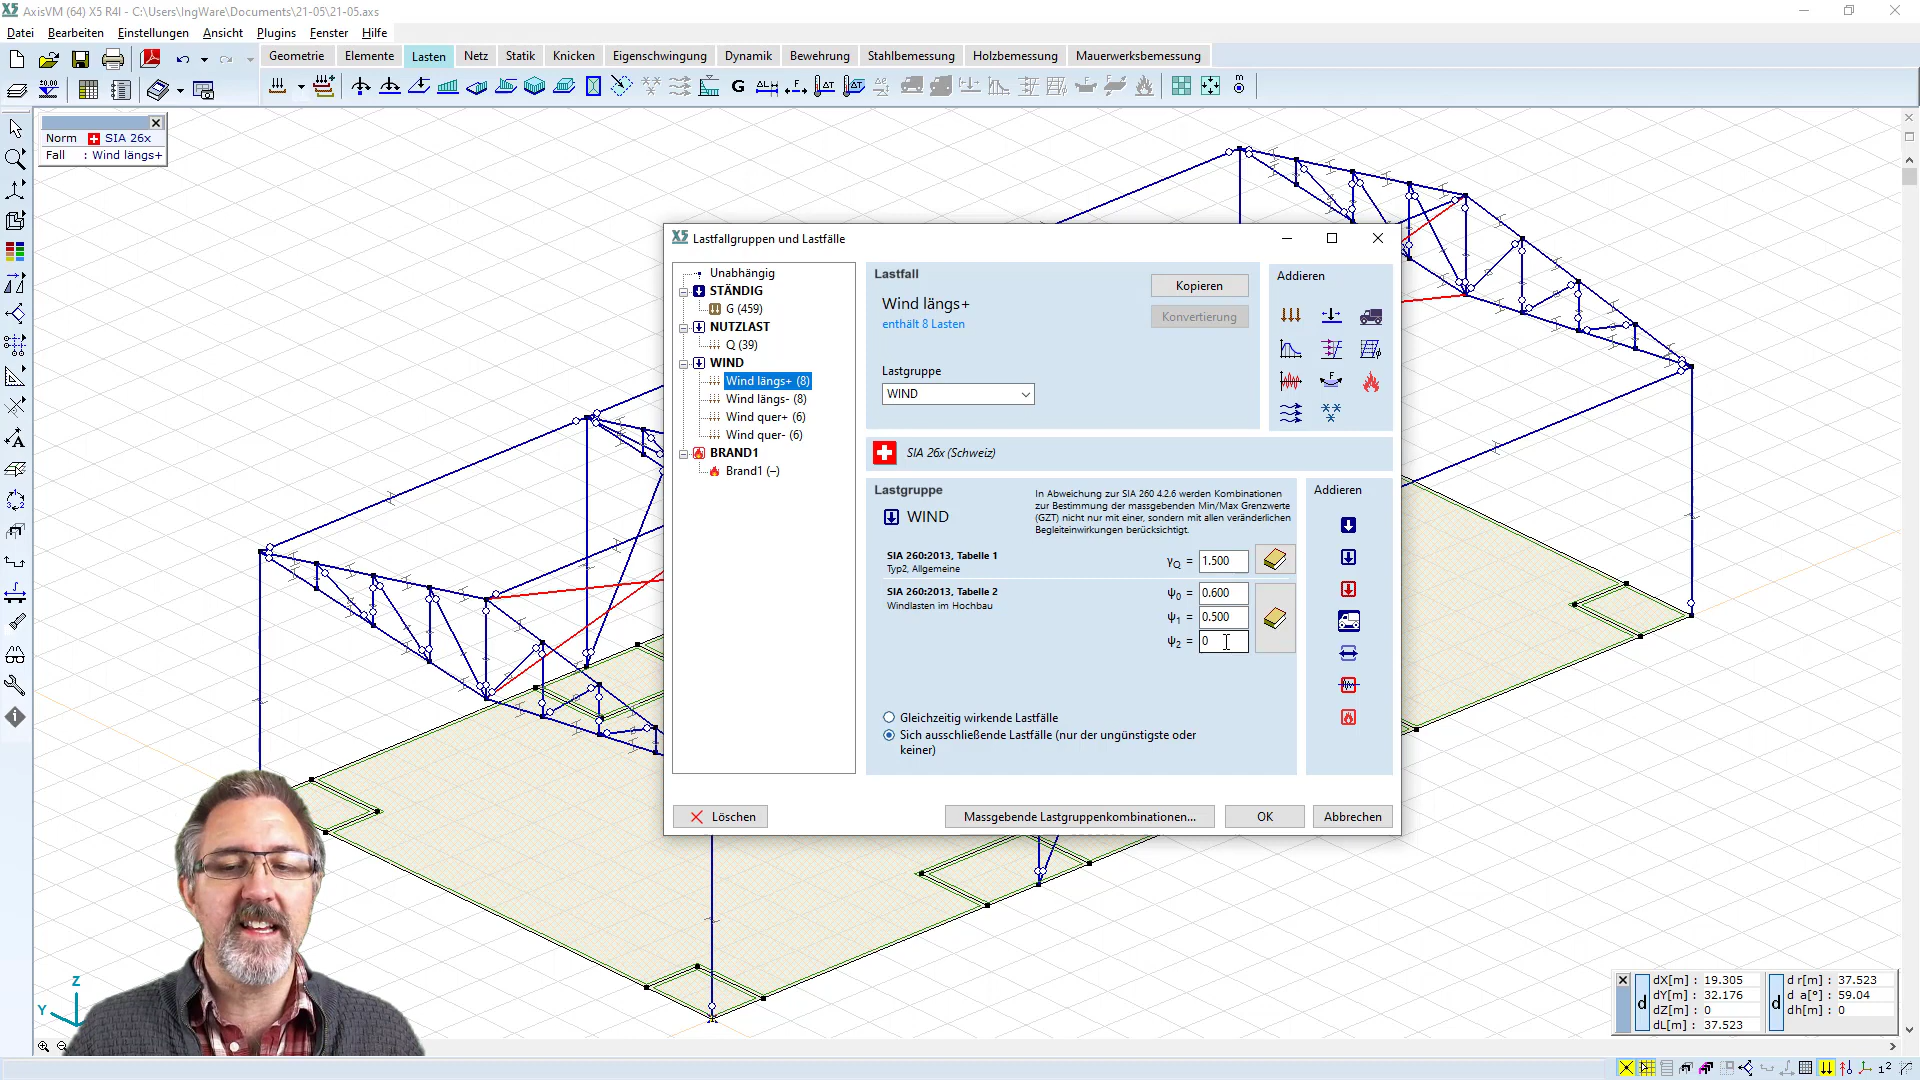 AxisVM (64) X5 R4I - C:\Users\IngWare\Documents\21-05\21-05.axs
Datei Bearbeiten Einstellungen Ansicht Plugins Fenster Hilfe
Geometrie Elemente Lasten Netz Statik Knicken Eigenschwingung Dynamik Bewehrung Stahlbemessung Holzbemessung Mauerwerksbemessung
Norm SIA 26x
Fall : Wind längs+
X5 Lastfallgruppen und Lastfälle
Unabhängig
STÄNDIG
G (459)
NUTZLAST
Q (39)
WIND
Wind längs+ (8)
Wind längs- (8)
Wind quer+ (6)
Wind quer- (6)
BRAND1
Brand1 (–)
Lastfall
Wind längs+
enthält 8 Lasten
Kopieren
Konvertierung
Lastgruppe
WIND
Addieren
SIA 26x (Schweiz)
Lastgruppe
WIND
In Abweichung zur SIA 260 4.2.6 werden Kombinationen
zur Bestimmung der massgebenden Min/Max Grenzwerte
(GZT) nicht nur mit einer, sondern mit allen veränderlichen
Begleiteinwirkungen berücksichtigt.
SIA 260:2013, Tabelle 1
Typ2, Allgemeine
γQ = 1.500
SIA 260:2013, Tabelle 2
Windlasten im Hochbau
ψ0 = 0.600
ψ1 = 0.500
ψ2 = 0
Gleichzeitig wirkende Lastfälle
Sich ausschließende Lastfälle (nur der ungünstigste oder
keiner)
Addieren
Löschen
Massgebende Lastgruppenkombinationen...
OK
Abbrechen
Z
Y
dX[m] : 19.305
dY[m] : 32.176
dZ[m] : 0
dL[m] : 37.523
d
d r[m] : 37.523
d a[°] : 59.04
dh[m] : 0
d